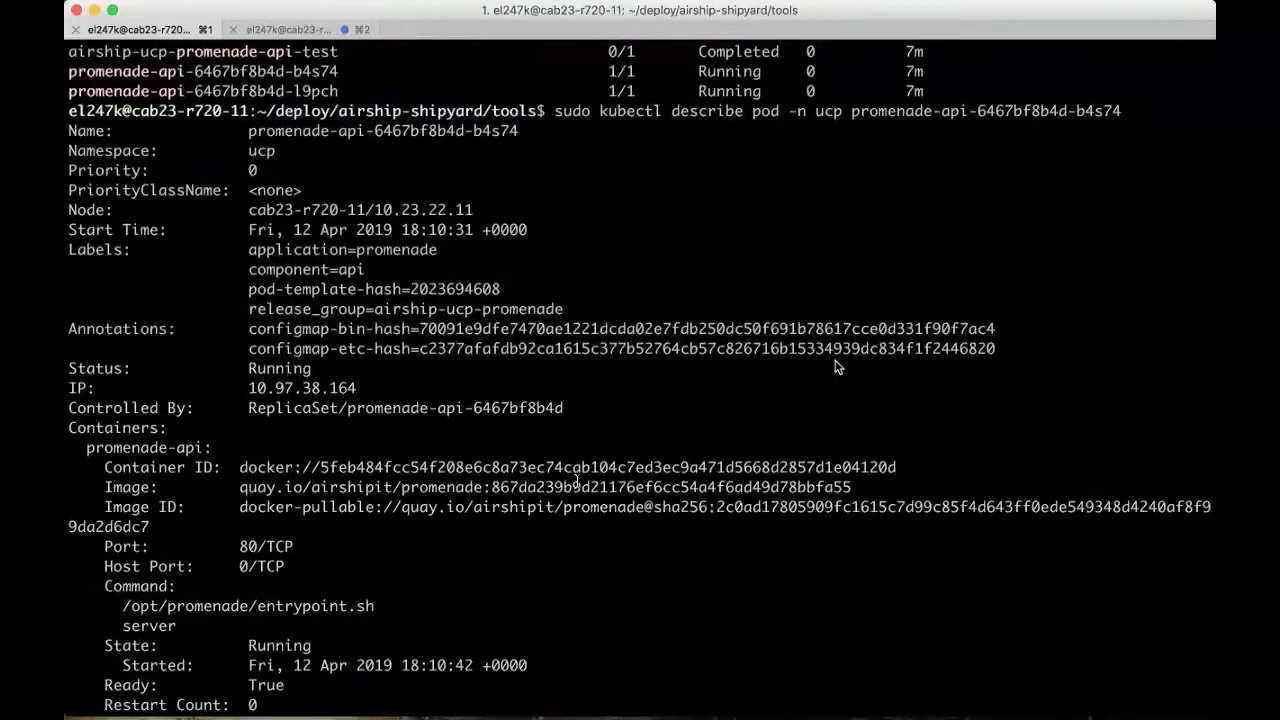 1. el247k@cab23-r720-11: ~/deploy/airship-shipyard/tools
el247k@cab23-r720... ⌘1 el247k@cab23-r... ⌘2
airship-ucp-promenade-api-test 0/1 Completed 0 7m
promenade-api-6467bf8b4d-b4s74 1/1 Running 0 7m
promenade-api-6467bf8b4d-l9pch 1/1 Running 0 7m
el247k@cab23-r720-11:~/deploy/airship-shipyard/tools$ sudo kubectl describe pod -n ucp promenade-api-6467bf8b4d-b4s74
Name: promenade-api-6467bf8b4d-b4s74
Namespace: ucp
Priority: 0
PriorityClassName: <none>
Node: cab23-r720-11/10.23.22.11
Start Time: Fri, 12 Apr 2019 18:10:31 +0000
Labels: application=promenade
component=api
pod-template-hash=2023694608
release_group=airship-ucp-promenade
Annotations: configmap-bin-hash=70091e9dfe7470ae1221dcda02e7fdb250dc50f691b78617cce0d331f90f7ac4
configmap-etc-hash=c2377afafdb92ca1615c377b52764cb57c826716b15334939dc834f1f2446820
Status: Running
IP: 10.97.38.164
Controlled By: ReplicaSet/promenade-api-6467bf8b4d
Containers:
promenade-api:
Container ID: docker://5feb484fcc54f208e6c8a73ec74cab104c7ed3ec9a471d5668d2857d1e04120d
Image: quay.io/airshipit/promenade:867da239b9d21176ef6cc54a4f6ad49d78bbfa55
Image ID: docker-pullable://quay.io/airshipit/promenade@sha256:2c0ad17805909fc1615c7d99c85f4d643ff0ede549348d4240af8f9
9da2d6dc7
Port: 80/TCP
Host Port: 0/TCP
Command:
/opt/promenade/entrypoint.sh
server
State: Running
Started: Fri, 12 Apr 2019 18:10:42 +0000
Ready: True
Restart Count: 0